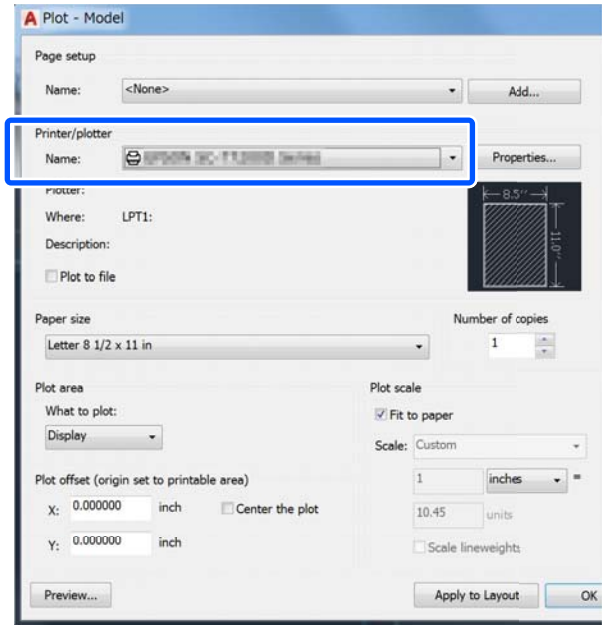 Plot - Model
Page setup
Name: <None> Add...
Printer/plotter
Name: Properties...
Plotter:
Where: LPT1:
Description:
Plot to file
8.5''
11.0''
Paper size
Number of copies
Letter 8 1/2 x 11 in
1
Plot area
Plot scale
What to plot:
Fit to paper
Display
Scale: Custom
Plot offset (origin set to printable area)
1 inches =
X: 0.000000 inch Center the plot
10.45 units
Y: 0.000000 inch
Scale lineweights
Preview... Apply to Layout OK